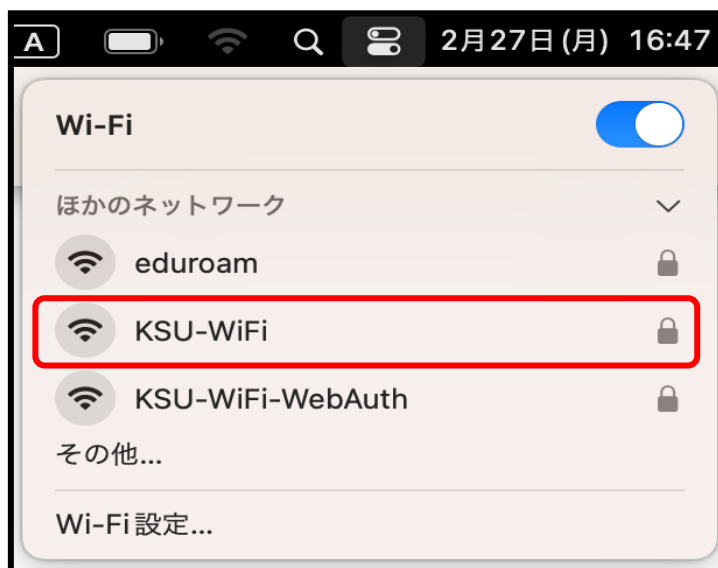 A 2月27日(月) 16:47
Wi-Fi
ほかのネットワーク
eduroam
KSU-WiFi
KSU-WiFi-WebAuth
その他...
Wi-Fi設定...